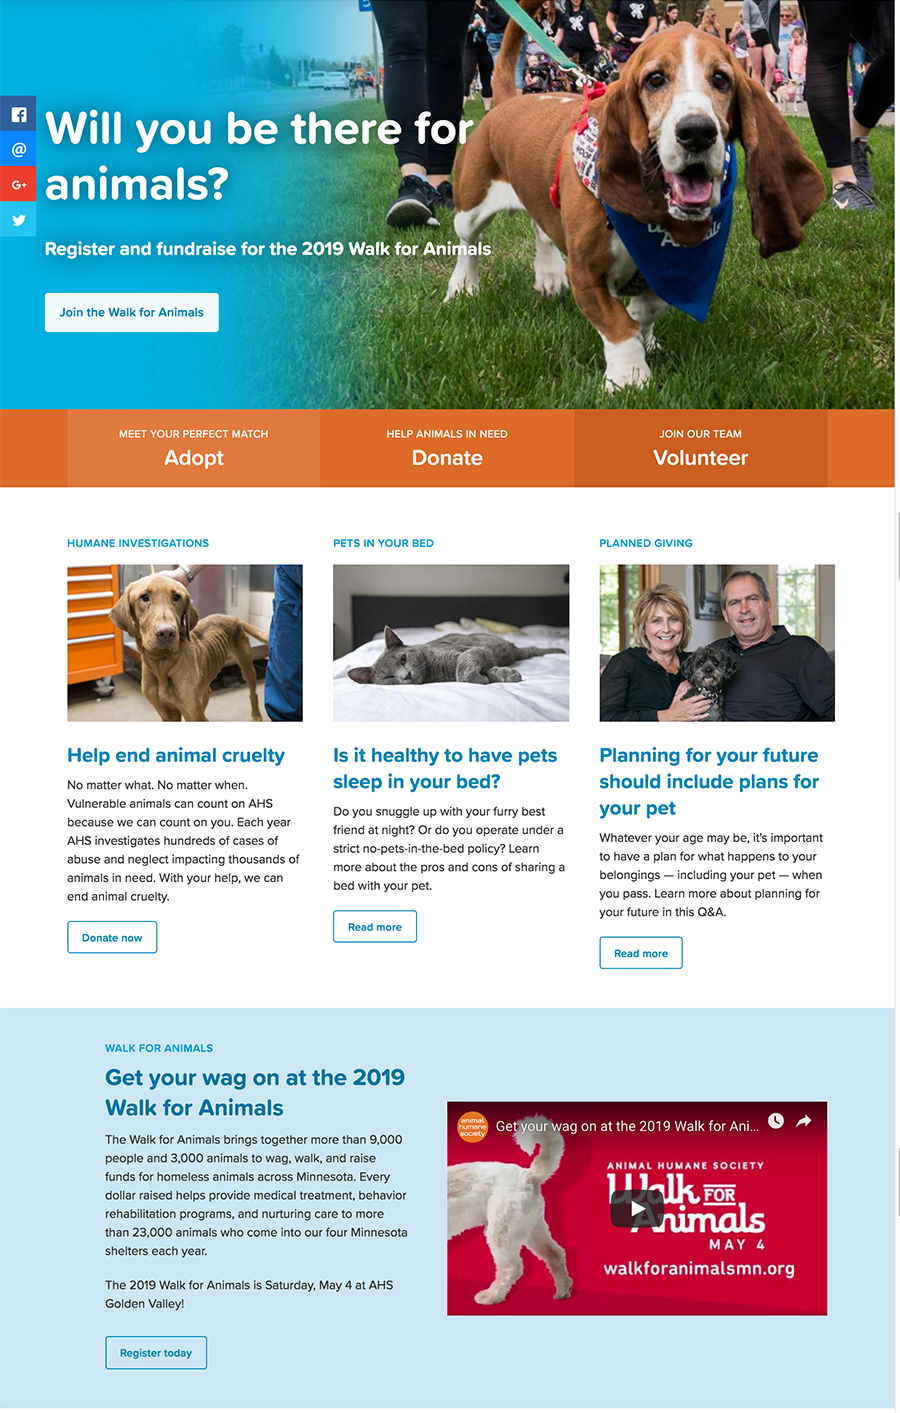 Will you be there for
animals?
Register and fundraise for the 2019 Walk for Animals
Join the Walk for Animals
@
G+
Walk
Animals
MEET YOUR PERFECT MATCH
Adopt
HELP ANIMALS IN NEED
Donate
JOIN OUR TEAM
Volunteer
HUMANE INVESTIGATIONS
Help end animal cruelty
No matter what. No matter when.
Vulnerable animals can count on AHS
because we can count on you. Each year
AHS investigates hundreds of cases of
abuse and neglect impacting thousands of
animals in need. With your help, we can
end animal cruelty.
Donate now
PETS IN YOUR BED
Is it healthy to have pets
sleep in your bed?
Do you snuggle up with your furry best
friend at night? Or do you operate under a
strict no-pets-in-the-bed policy? Learn
more about the pros and cons of sharing a
bed with your pet.
Read more
PLANNED GIVING
Planning for your future
should include plans for
your pet
Whatever your age may be, it's important
to have a plan for what happens to your
belongings — including your pet — when
you pass. Learn more about planning for
your future in this Q&A.
Read more
WALK FOR ANIMALS
Get your wag on at the 2019
Walk for Animals
The Walk for Animals brings together more than 9,000
people and 3,000 animals to wag, walk, and raise
funds for homeless animals across Minnesota. Every
dollar raised helps provide medical treatment, behavior
rehabilitation programs, and nurturing care to more
than 23,000 animals who come into our four Minnesota
shelters each year.
The 2019 Walk for Animals is Saturday, May 4 at AHS
Golden Valley!
Register today
animal
humane
society
Get your wag on at the 2019 Walk for Ani...
ANIMAL HUMANE SOCIETY
Walk FOR
Animals
MAY 4
walkforanimalsmn.org